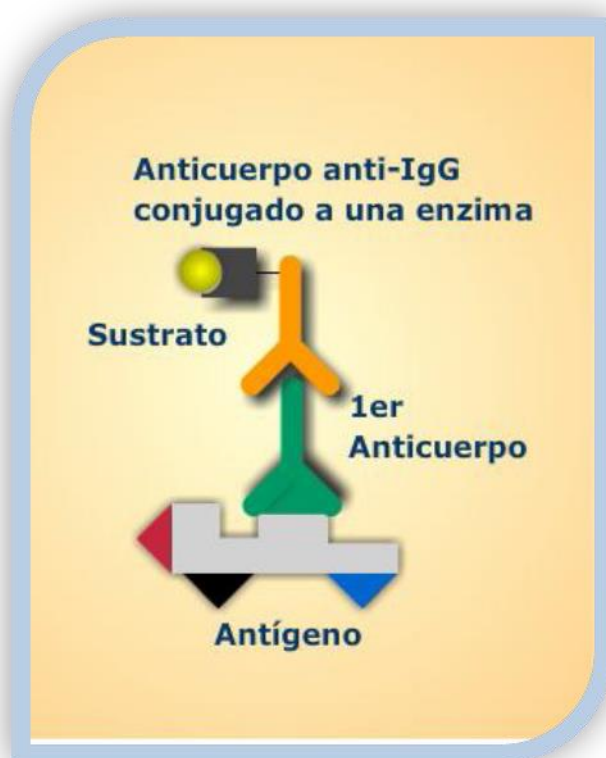 Anticuerpo anti-IgG
conjugado a una enzima
Sustrato
1er
Anticuerpo
Antígeno